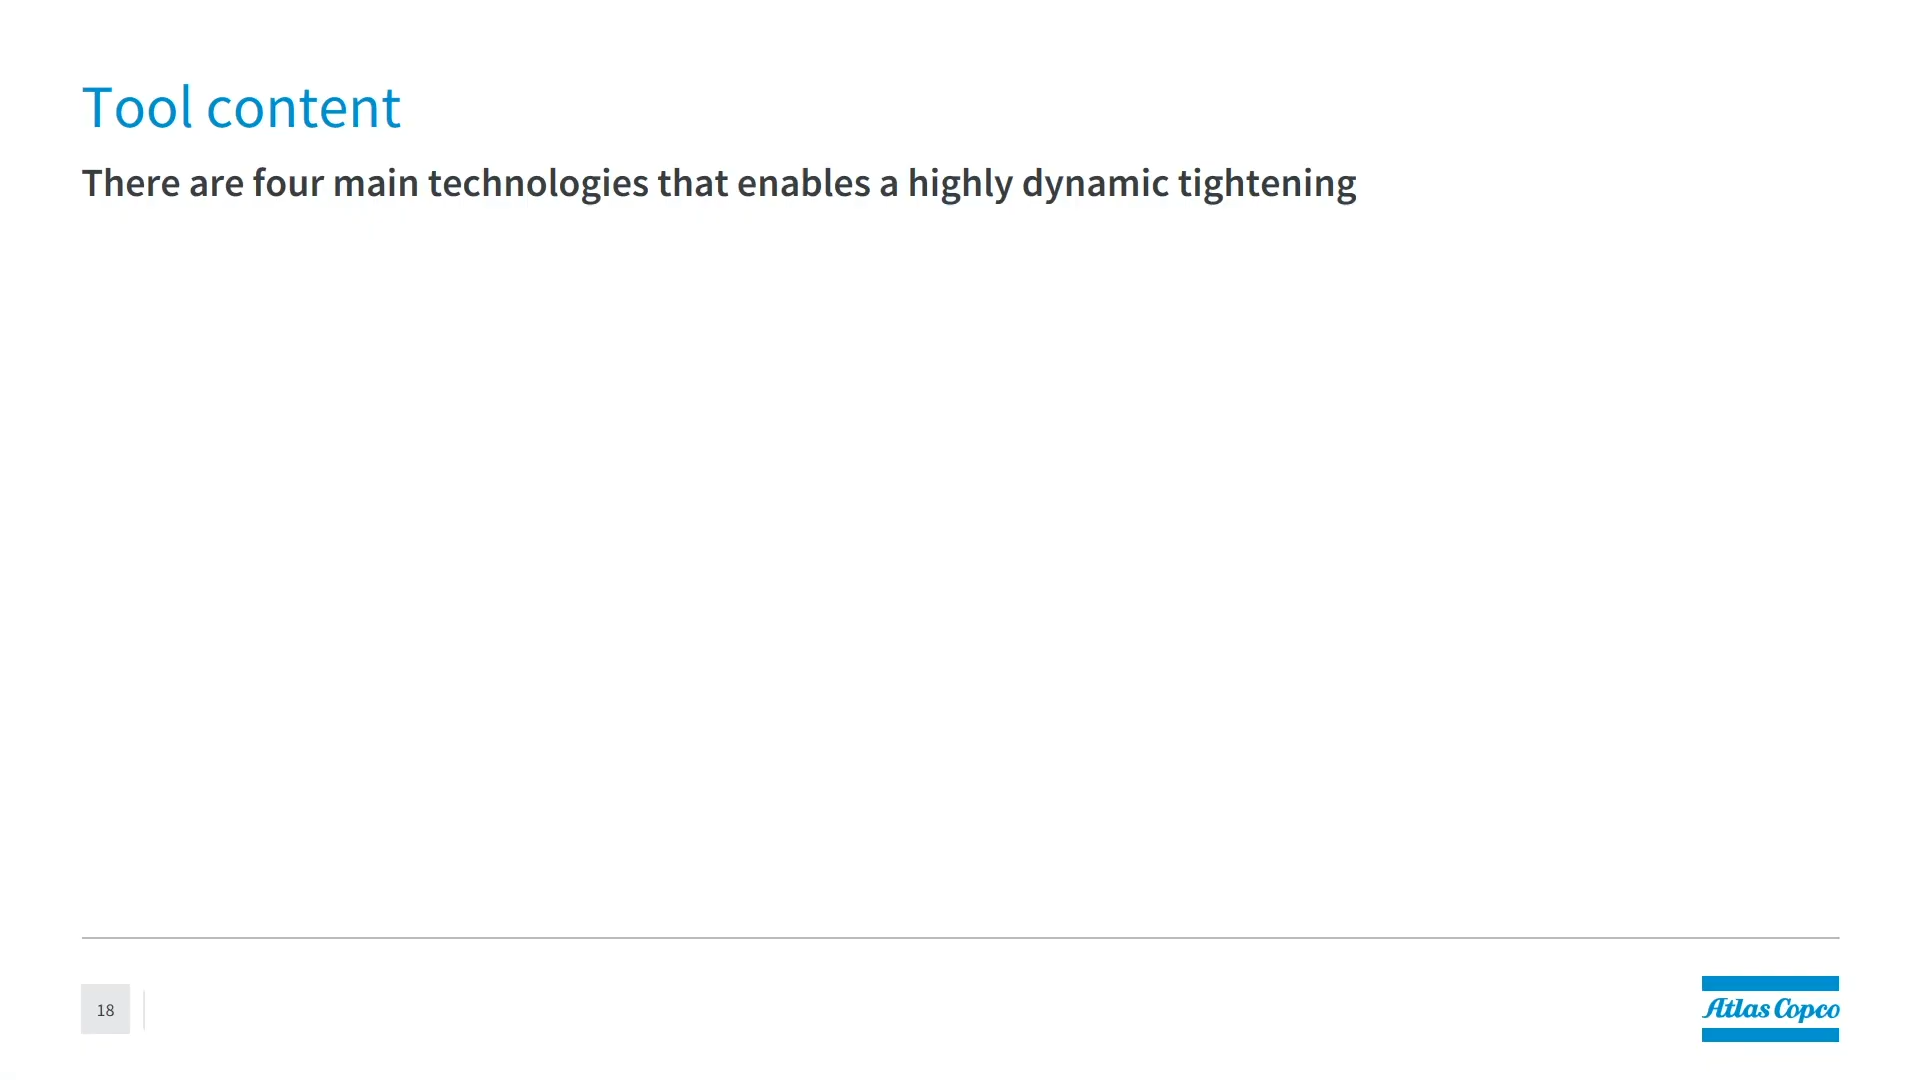 Tool content
There are four main technologies that enables a highly dynamic tightening
18
Atlas Copco